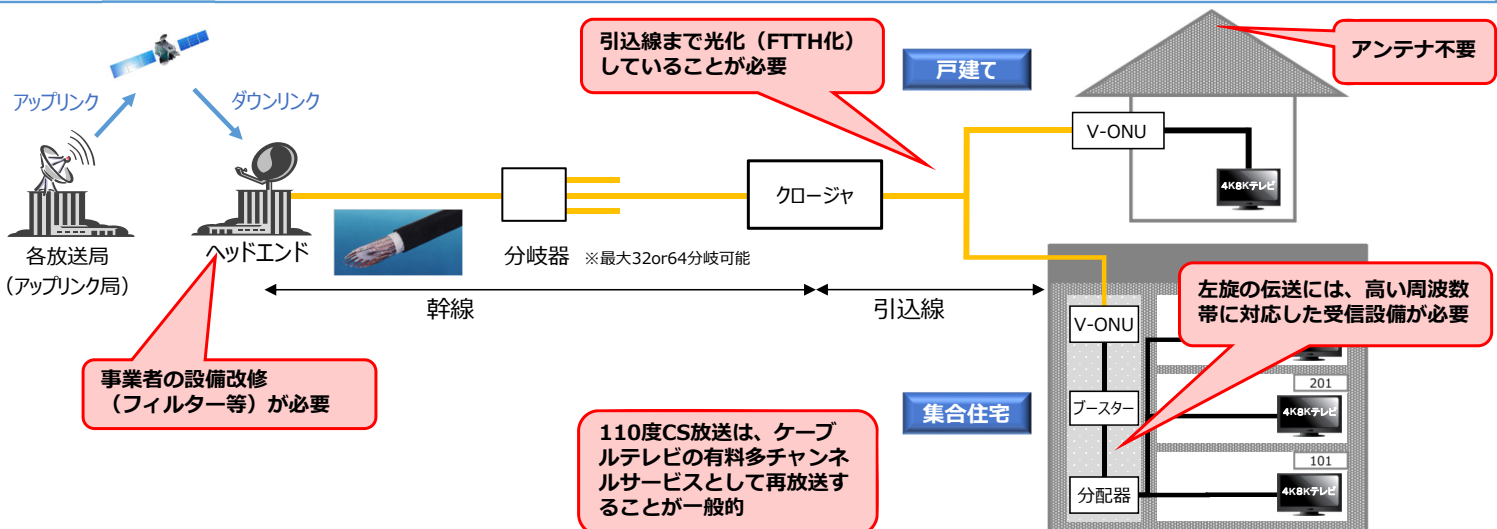 引込線まで光化（FTTH化）
していることが必要
戸建て
アンテナ不要
アップリンク
ダウンリンク
V-ONU
4K8Kテレビ
クロージャ
各放送局
（アップリンク局）
ヘッドエンド
分岐器 ※最大32or64分岐可能
幹線
引込線
左旋の伝送には、高い周波数
帯に対応した受信設備が必要
V-ONU
事業者の設備改修
（フィルター等）が必要
集合住宅
ブースター
201
4K8Kテレビ
110度CS放送は、ケーブ
ルテレビの有料多チャンネ
ルサービスとして再放送す
ることが一般的
101
分配器
4K8Kテレビ